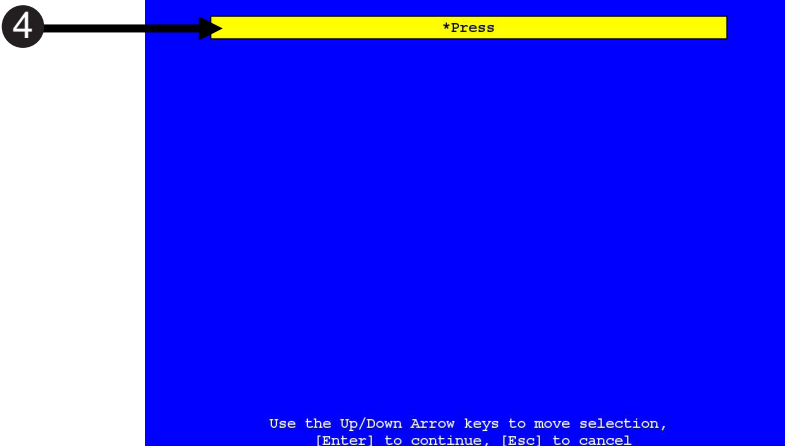 4
*Press
Use the Up/Down Arrow keys to move selection,
[Enter] to continue, [Esc] to cancel